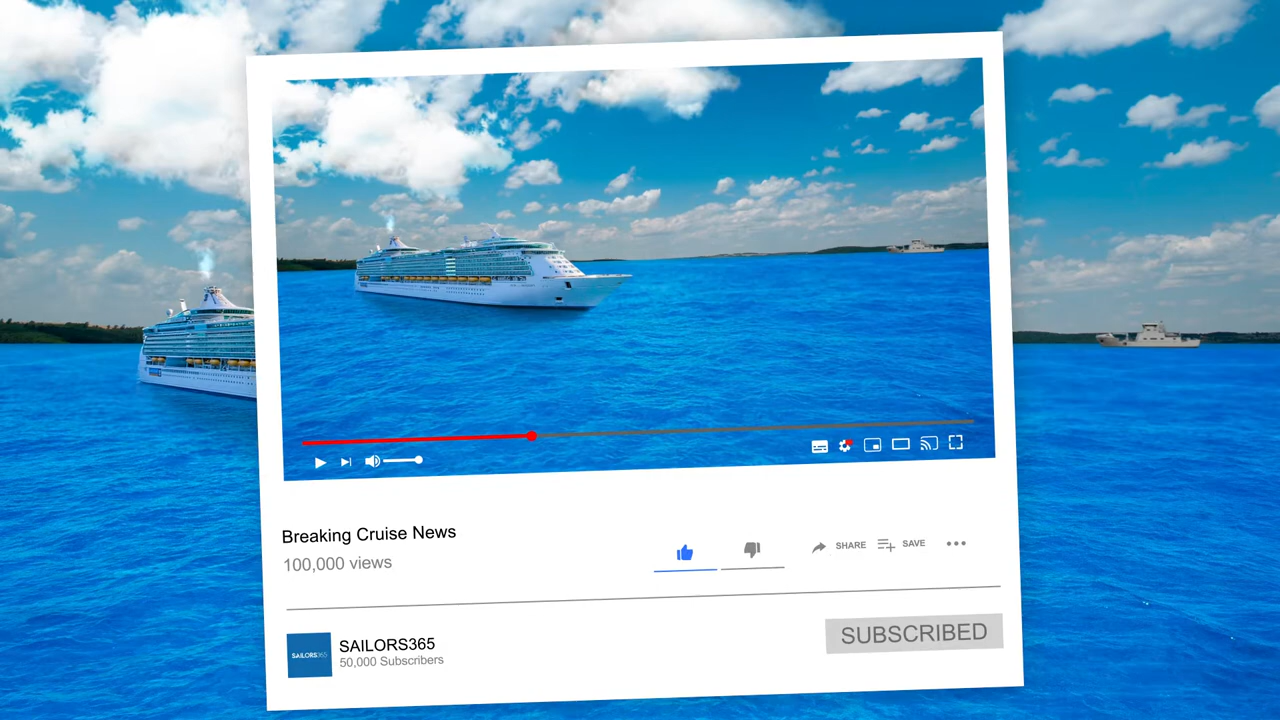 Breaking Cruise News
100,000 views
SHARE
SAVE
SAILORS365
SAILORS365
50,000 Subscribers
SUBSCRIBED